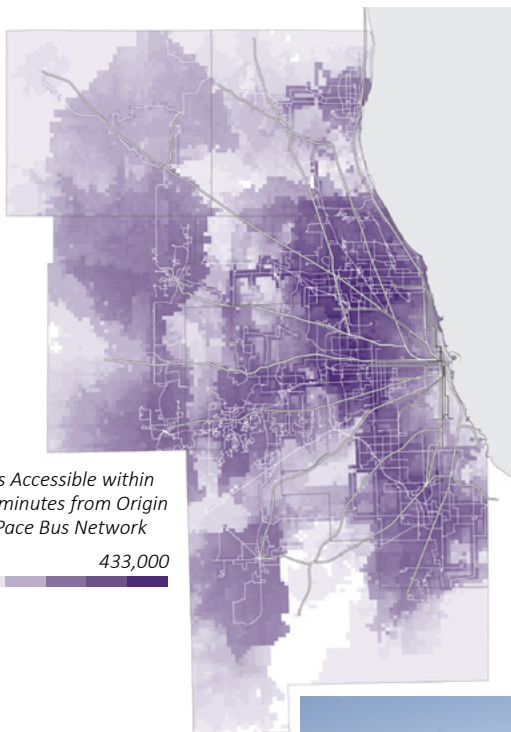 s Accessible within
minutes from Origin
Pace Bus Network
433,000